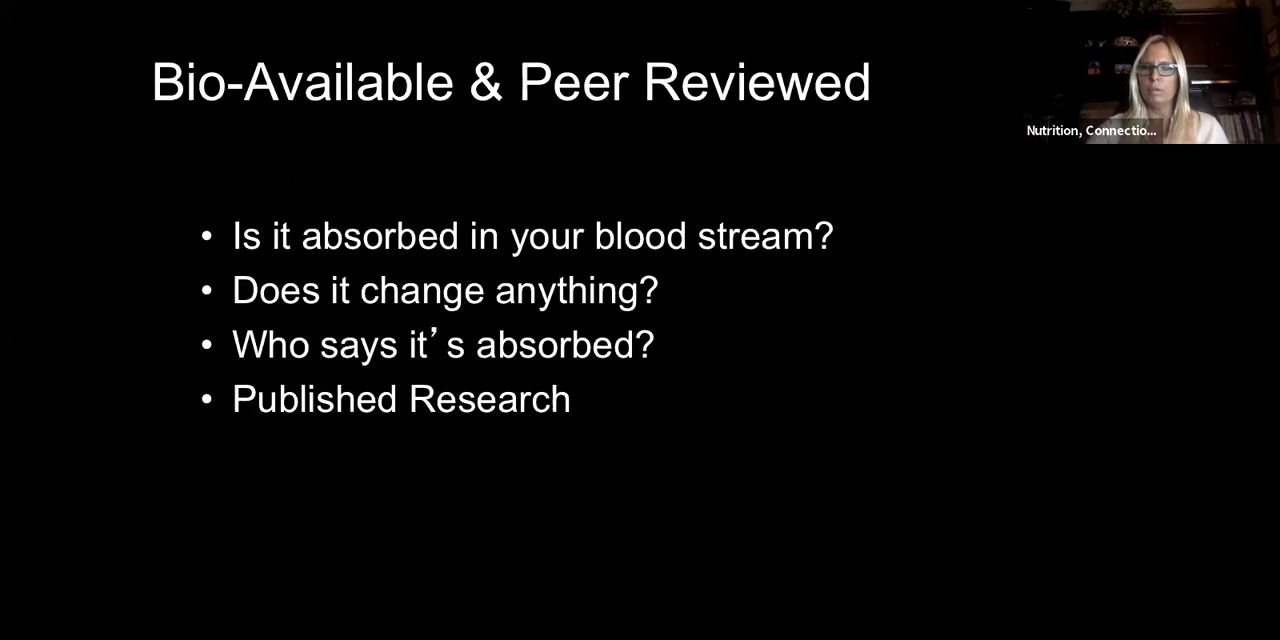 Bio-Available & Peer Reviewed
Nutrition, Connectio...
• Is it absorbed in your blood stream?
• Does it change anything?
• Who says it’s absorbed?
• Published Research